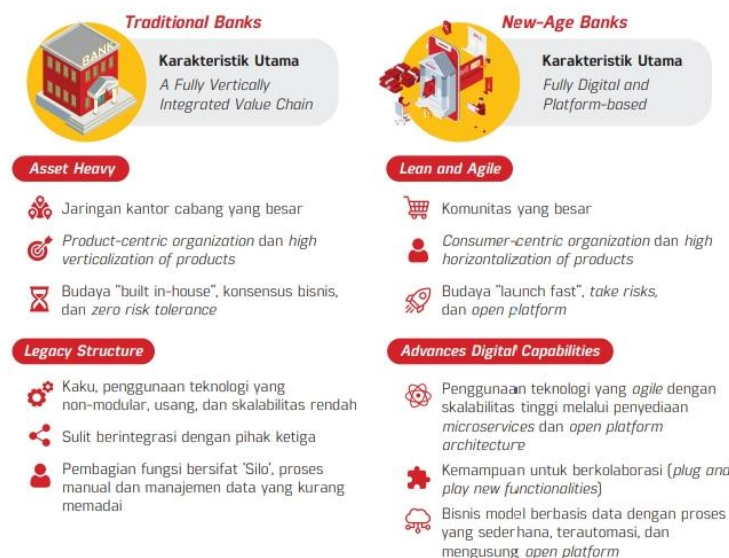 Traditional Banks
BANK
Karakteristik Utama
A Fully Vertically
Integrated Value Chain
Asset Heavy
Jaringan kantor cabang yang besar
Product-centric organization dan high
verticalization of products
Budaya "built in-house", konsensus bisnis,
dan zero risk tolerance
Legacy Structure
Kaku, penggunaan teknologi yang
non-modular, usang, dan skalabilitas rendah
Sulit berintegrasi dengan pihak ketiga
Pembagian fungsi bersifat 'Silo', proses
manual dan manajemen data yang kurang
memadai
New-Age Banks
Karakteristik Utama
Fully Digital and
Platform-based
Lean and Agile
Komunitas yang besar
Consumer-centric organization dan high
horizontalization of products
Budaya "launch fast", take risks,
dan open platform
Advances Digital Capabilities
Penggunaan teknologi yang agile dengan
skalabilitas tinggi melalui penyediaan
microservices dan open platform
architecture
Kemampuan untuk berkolaborasi (plug and
play new functionalities)
Bisnis model berbasis data dengan proses
yang sederhana, terautomasi, dan
mengusung open platform